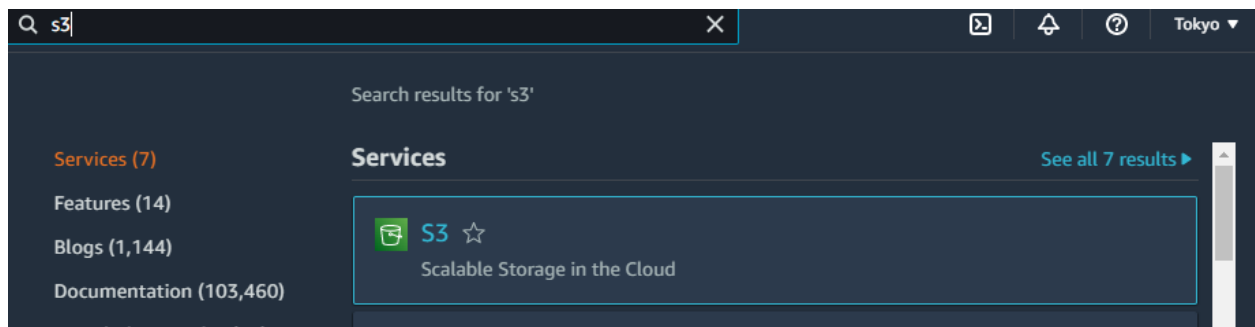 s3
Tokyo
Search results for 's3'
Services (7)
Features (14)
Blogs (1,144)
Documentation (103,460)
Services
See all 7 results
S3
Scalable Storage in the Cloud